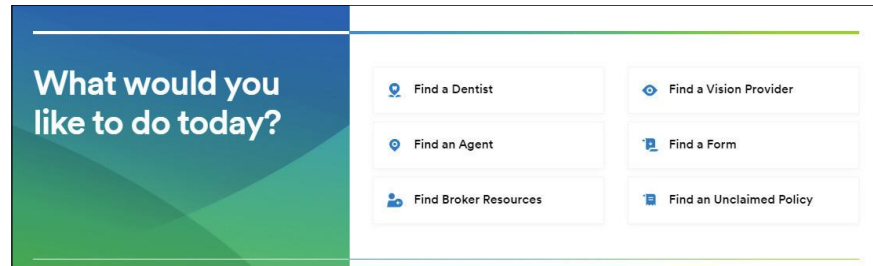 What would you
like to do today?
Find a Dentist
Find a Vision Provider
Find an Agent
Find a Form
Find Broker Resources
Find an Unclaimed Policy